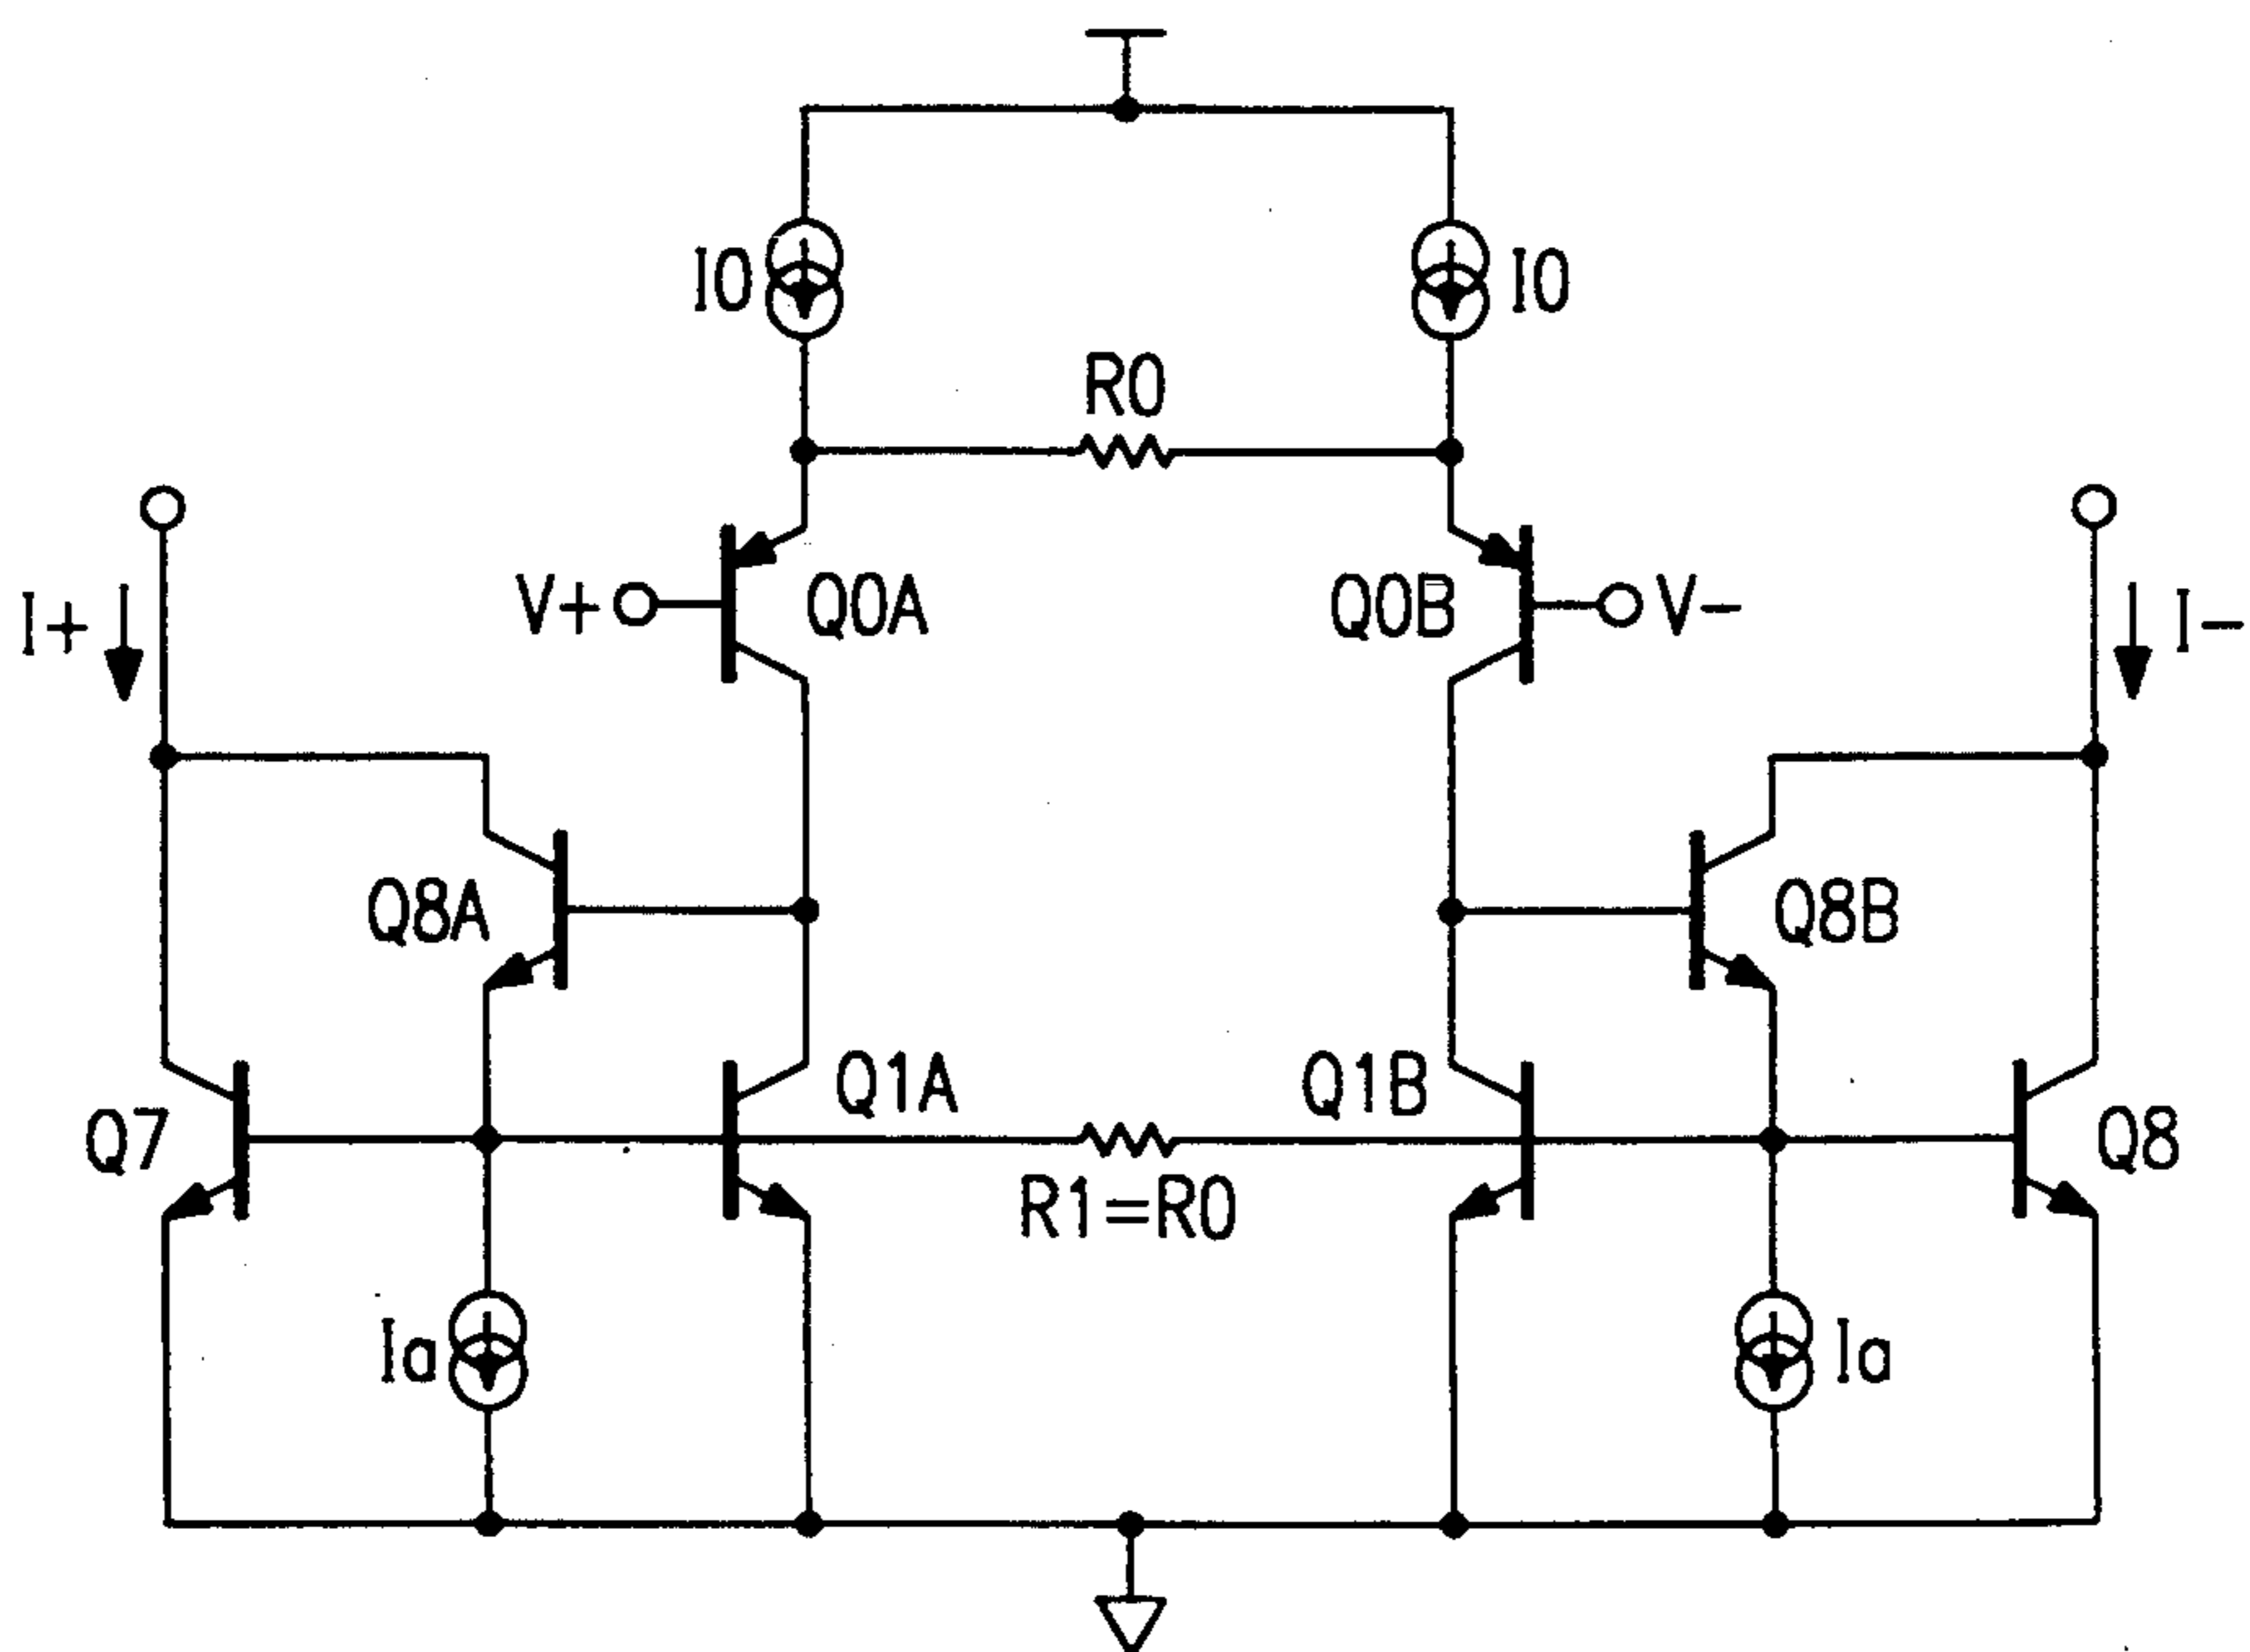 I0
I0
R0
V+
Q0A
Q0B
V-
I+
I-
Q8A
Q8B
Q7
Q1A
Q1B
Q8
R1=R0
Ia
Ia